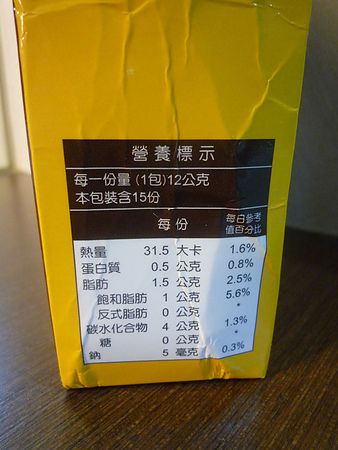 營養標示
每一份量 (1包)12公克
本包裝含15份
每份 每日參考值百分比
熱量 31.5 大卡 1.6%
蛋白質 0.5 公克 0.8%
脂肪 1.5 公克 2.5%
飽和脂肪 1 公克 5.6%
反式脂肪 0 公克 *
碳水化合物 4 公克 1.3%
糖 0 公克 *
鈉 5 毫克 0.3%